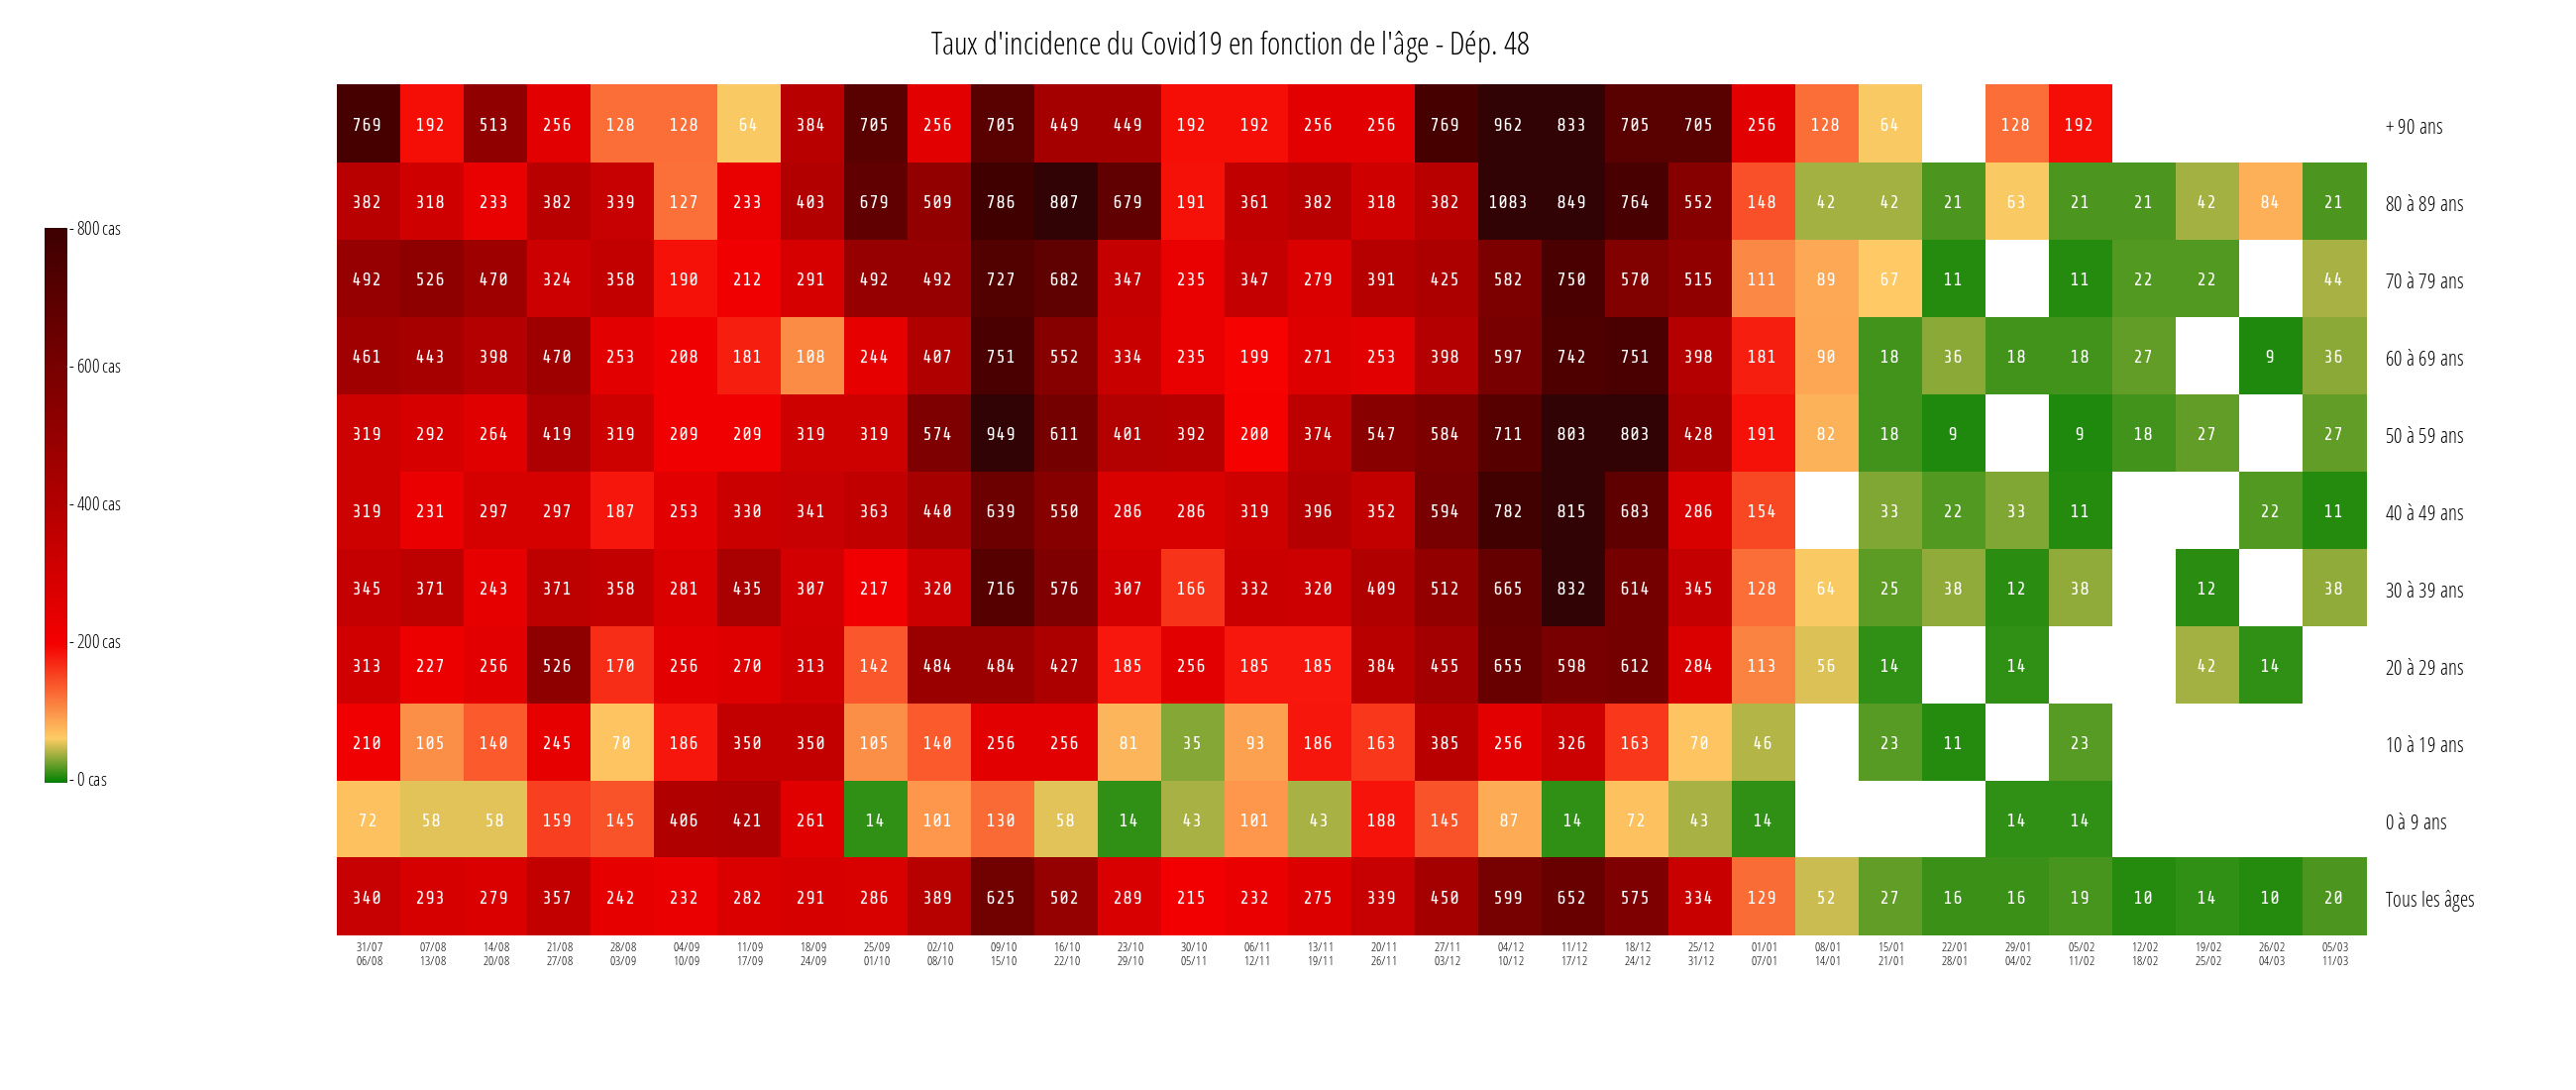 Taux d'incidence du Covid19 en fonction de l'âge - Dép. 48
- 800 cas
- 600 cas
- 400 cas
- 200 cas
- 0 cas
769 192 513 256 128 128 64 384 705 256 705 449 449 192 192 256 256 769 962 833 705 705 256 128 64 128 192 + 90 ans
382 318 233 382 339 127 233 403 679 509 786 807 679 191 361 382 318 382 1083 849 764 552 148 42 42 21 63 21 21 42 84 21 80 à 89 ans
492 526 470 324 358 190 212 291 492 492 727 682 347 235 347 279 391 425 582 750 570 515 111 89 67 11 11 22 22 44 70 à 79 ans
461 443 398 470 253 208 181 108 244 407 751 552 334 235 199 271 253 398 597 742 751 398 181 90 18 36 18 18 27 9 36 60 à 69 ans
319 292 264 419 319 209 209 319 319 574 949 611 401 392 200 374 547 584 711 803 803 428 191 82 18 9 9 18 27 27 50 à 59 ans
319 231 297 297 187 253 330 341 363 440 639 550 286 286 319 396 352 594 782 815 683 286 154 33 22 33 11 22 11 40 à 49 ans
345 371 243 371 358 281 435 307 217 320 716 576 307 166 332 320 409 512 665 832 614 345 128 64 25 38 12 38 12 38 30 à 39 ans
313 227 256 526 170 256 270 313 142 484 484 427 185 256 185 185 384 455 655 598 612 284 113 56 14 14 42 14 20 à 29 ans
210 105 140 245 70 186 350 350 105 140 256 256 81 35 93 186 163 385 256 326 163 70 46 23 11 23 10 à 19 ans
72 58 58 159 145 406 421 261 14 101 130 58 14 43 101 43 188 145 87 14 72 43 14 14 14 0 à 9 ans
340 293 279 357 242 232 282 291 286 389 625 502 289 215 232 275 339 450 599 652 575 334 129 52 27 16 16 19 10 14 10 20 Tous les âges
31/07 07/08 14/08 21/08 28/08 04/09 11/09 18/09 25/09 02/10 09/10 16/10 23/10 30/10 06/11 13/11 20/11 27/11 04/12 11/12 18/12 25/12 01/01 08/01 15/01 22/01 29/01 05/02 12/02 19/02 26/02 05/03
06/08 13/08 20/08 27/08 03/09 10/09 17/09 24/09 01/10 08/10 15/10 22/10 29/10 05/11 12/11 19/11 26/11 03/12 10/12 17/12 24/12 31/12 07/01 14/01 21/01 28/01 04/02 11/02 18/02 25/02 04/03 11/03